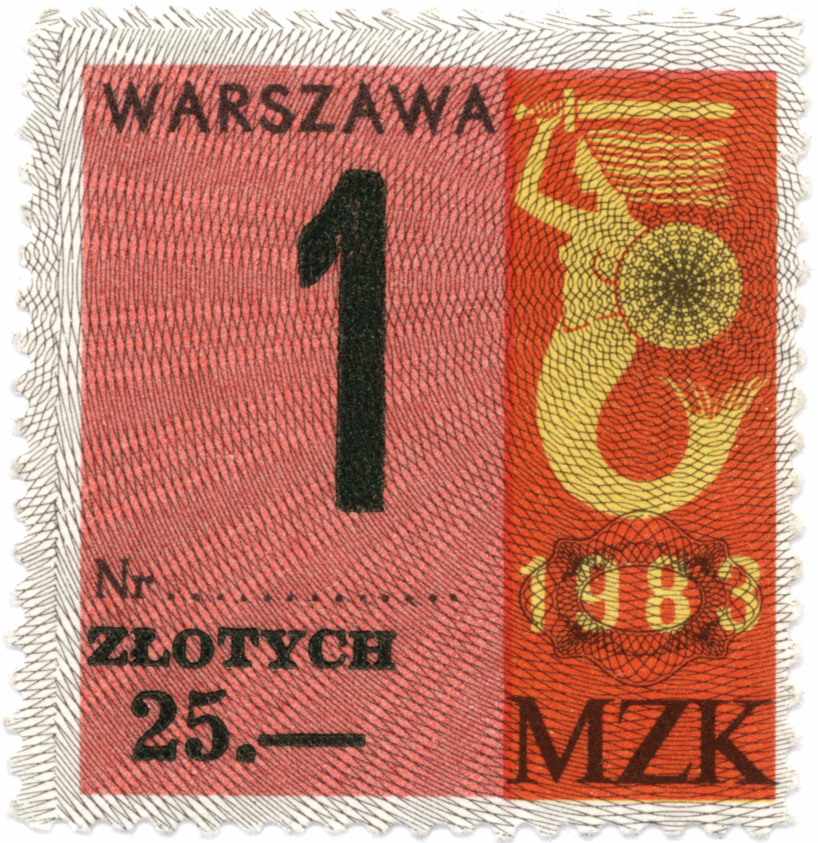 WARSZAWA
1
Nr..............
ZŁOTYCH
25.—
1983
MZK